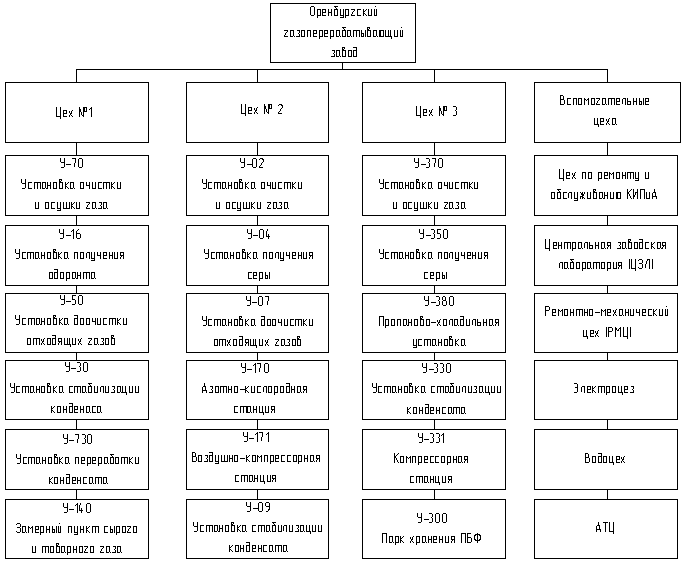 Оренбургский
газоперерабатывающий
завод
Цех №1
У-70
Установка очистки
и осушки газа
У-16
Установка получения
одоранта
У-50
Установка доочистки
отходящих газов
У-30
Установка стабилизации
конденаса
У-730
Установка переработки
конденсата
У-140
Замерный пункт сырого
и товарного газа
Цех № 2
У-02
Установка очистки
и осушки газа
У-04
Установка получения
серы
У-07
Установка доочистки
отходящих газов
У-170
Азотно-кислородная
станция
У-171
Воздушно-компрессорная
станция
У-09
Установка стабилизации
конденсата
Цех № 3
У-370
Установка очистки
и осушки газа
У-350
Установка получения
серы
У-380
Пропаново-холадильная
установка
У-330
Установка стабилизации
конденсата
У-331
Компрессорная
станция
У-300
Парк хранения ПБФ
Вспомогательные
цеха
Цех по ремонту и
обслуживанию КИПиА
Центральная заводская
лаборатория |ЦЗЛ|
Ремонтно-механический
цех |РМЦ|
Электроцез
Водоцех
АТЦ